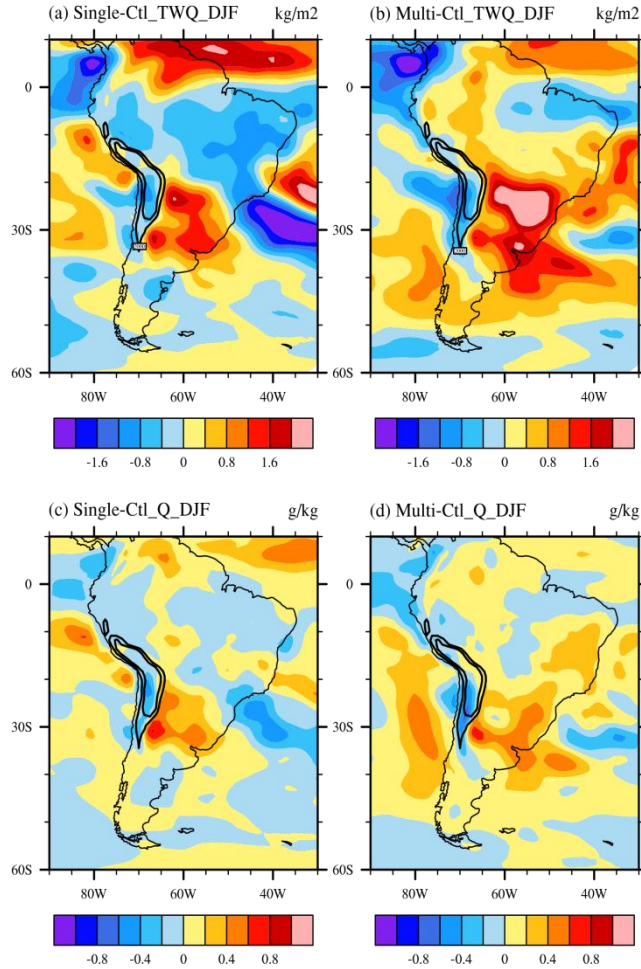 (a) Single-Ctl_TWQ_DJF kg/m2
(b) Multi-Ctl_TWQ_DJF kg/m2
0
30S
60S
80W 60W 40W
0
30S
60S
80W 60W 40W
-1.6 -0.8 0 0.8 1.6
-1.6 -0.8 0 0.8 1.6
(c) Single-Ctl_Q_DJF g/kg
(d) Multi-Ctl_Q_DJF g/kg
0
30S
60S
80W 60W 40W
0
30S
60S
80W 60W 40W
-0.8 -0.4 0 0.4 0.8
-0.8 -0.4 0 0.4 0.8